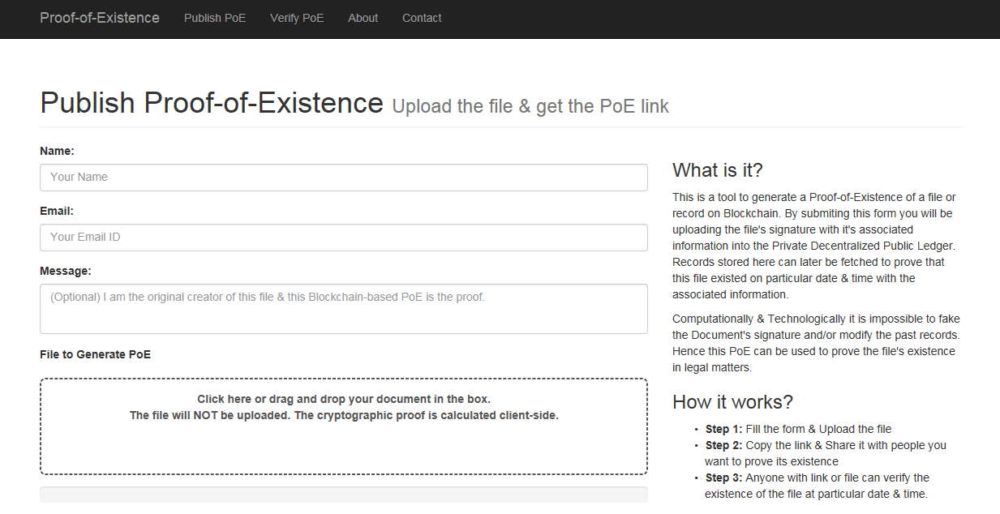 Proof-of-Existence Publish PoE Verify PoE About Contact
Publish Proof-of-Existence Upload the file & get the PoE link
Name:
Your Name
Email:
Your Email ID
Message:
(Optional) I am the original creator of this file & this Blockchain-based PoE is the proof.
File to Generate PoE
Click here or drag and drop your document in the box.
The file will NOT be uploaded. The cryptographic proof is calculated client-side.
What is it?
This is a tool to generate a Proof-of-Existence of a file or
record on Blockchain. By submiting this form you will be
uploading the file's signature with it's associated
information into the Private Decentralized Public Ledger.
Records stored here can later be fetched to prove that
this file existed on particular date & time with the
associated information.
Computationally & Technologically it is impossible to fake
the Document's signature and/or modify the past records.
Hence this PoE can be used to prove the file's existence
in legal matters.
How it works?
• Step 1: Fill the form & Upload the file
• Step 2: Copy the link & Share it with people you
want to prove its existence
• Step 3: Anyone with link or file can verify the
existence of the file at particular date & time.